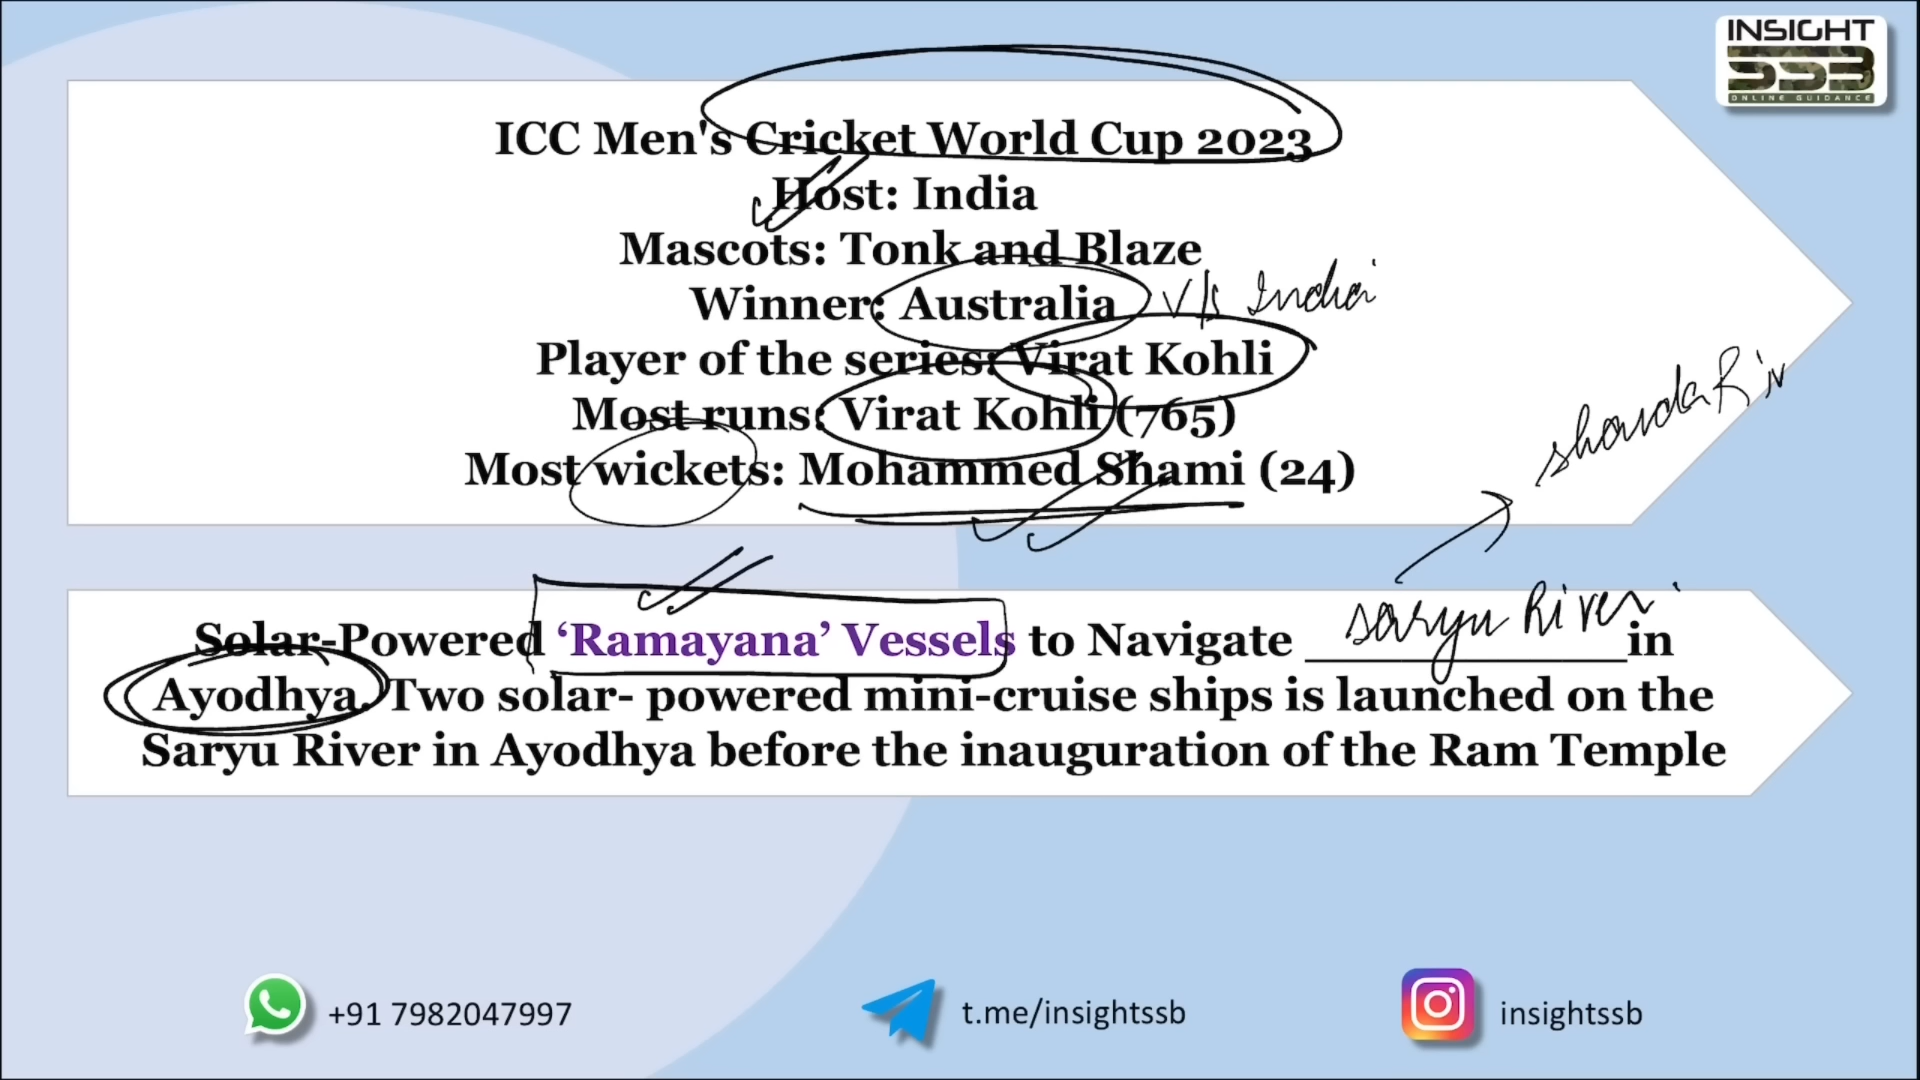 INSIGHT
SSB
ONLINE GUIDANCE
ICC Men's Cricket World Cup 2023
Host: India
Mascots: Tonk and Blaze
Winner: Australia v/s India
Player of the series: Virat Kohli
Most runs: Virat Kohli (765)
Most wickets: Mohammed Shami (24)
sharda Riv
Solar-Powered ‘Ramayana’ Vessels to Navigate saryu River in
Ayodhya. Two solar- powered mini-cruise ships is launched on the
Saryu River in Ayodhya before the inauguration of the Ram Temple
+91 7982047997
t.me/insightssb
insightssb